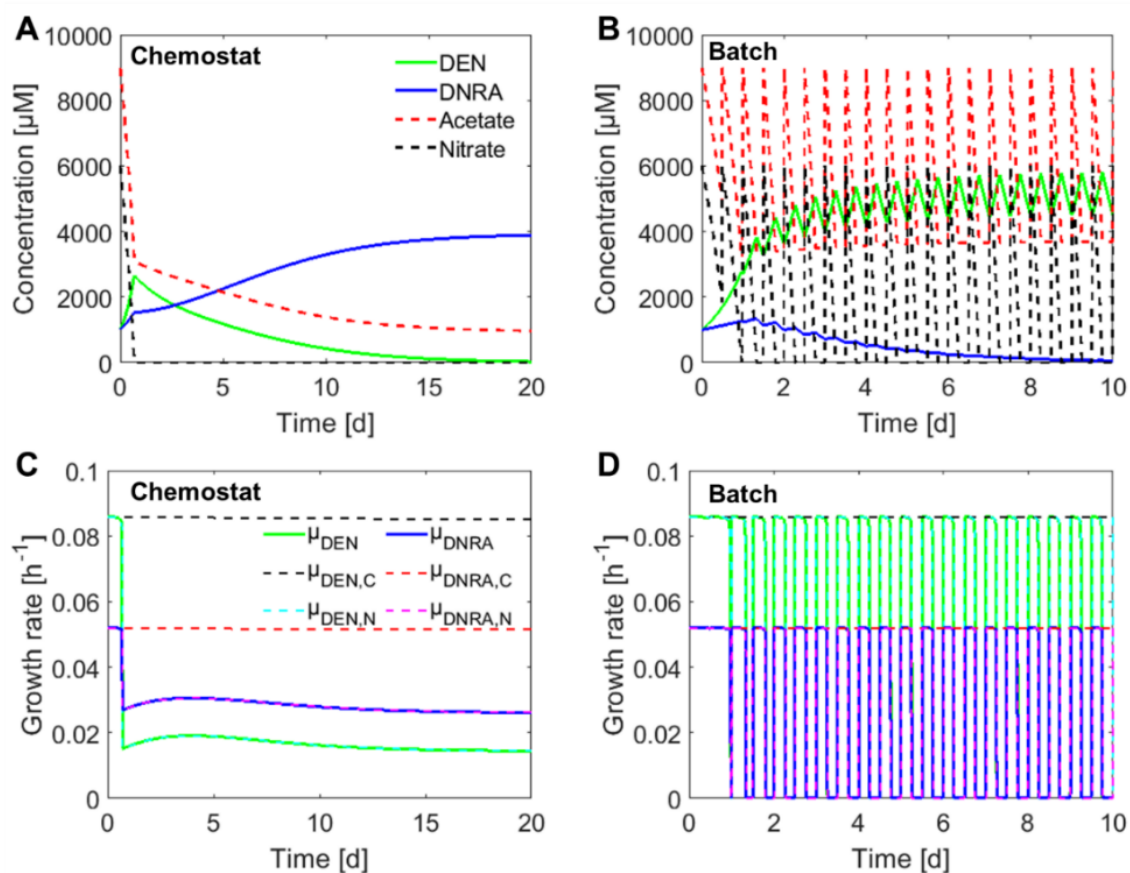 A
Chemostat
DEN
DNRA
Acetate
Nitrate
10000
8000
6000
4000
2000
0
Concentration [µM]
0 5 10 15 20
Time [d]
B
Batch
10000
8000
6000
4000
2000
0
Concentration [µM]
0 2 4 6 8 10
Time [d]
C
Chemostat
µDEN µDNRA
µDEN,C µDNRA,C
µDEN,N µDNRA,N
0.1
0.08
0.06
0.04
0.02
0
Growth rate [h-1]
0 5 10 15 20
Time [d]
D
Batch
0.1
0.08
0.06
0.04
0.02
0
Growth rate [h-1]
0 2 4 6 8 10
Time [d]